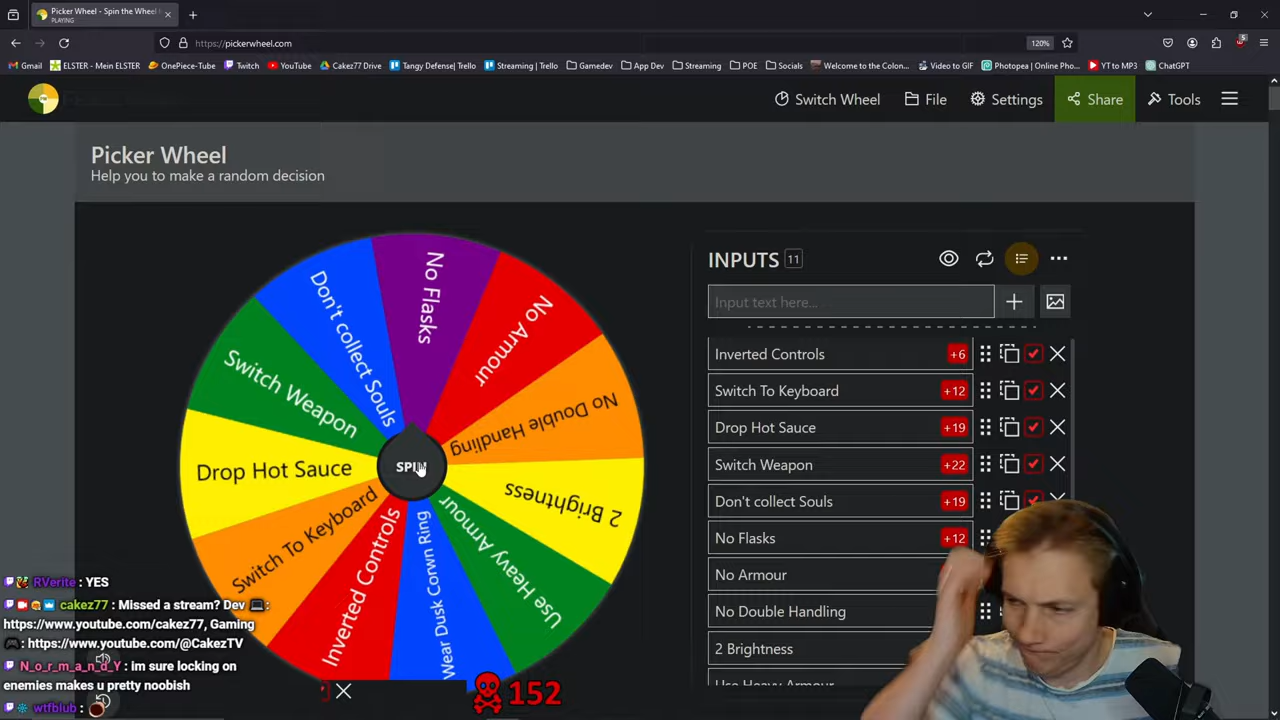 Picker Wheel - Spin the Wheel
PLAYING
https://pickerwheel.com
120%
5
Gmail
ELSTER - Mein ELSTER
OnePiece-Tube
Twitch
YouTube
Cakez77 Drive
Tangy Defense| Trello
Streaming | Trello
Gamedev
App Dev
Streaming
POE
Socials
Welcome to the Colon...
Video to GIF
Photopea | Online Pho...
YT to MP3
ChatGPT
Switch Wheel
File
Settings
Share
Tools
Picker Wheel
Help you to make a random decision
No Flasks
No Armour
No Double Handling
2 Brightness
Use Heavy Armour
Wear Dusk Corwn Ring
Inverted Controls
Switch To Keyboard
Drop Hot Sauce
Switch Weapon
Don't collect Souls
SPIN
INPUTS 11
Input text here...
Inverted Controls +6
Switch To Keyboard +12
Drop Hot Sauce +19
Switch Weapon +22
Don't collect Souls +19
No Flasks +12
No Armour
No Double Handling
2 Brightness
Use Heavy Armour
RVerite : YES
cakez77 : Missed a stream? Dev :
https://www.youtube.com/cakez77, Gaming
: https://www.youtube.com/@CakezTV
N_o_r_m_a_n_d_Y : im sure locking on
enemies makes u pretty noobish
wtfblub :
152